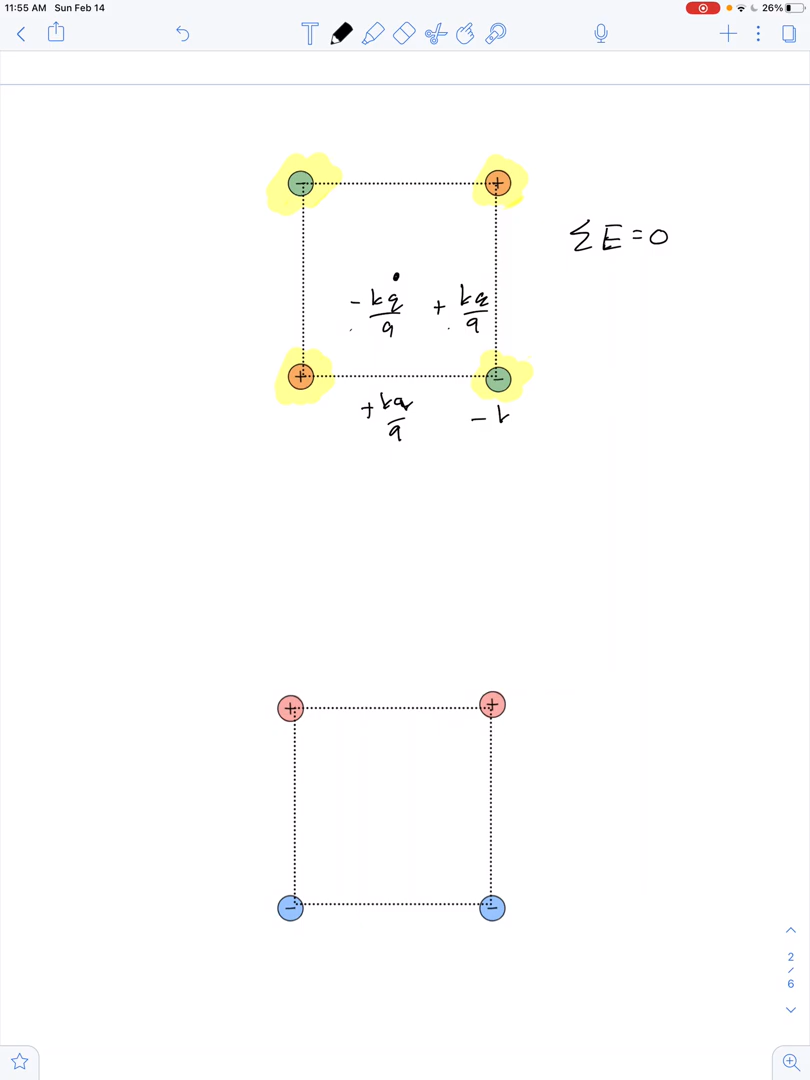 11:55 AM Sun Feb 14
26%
T
− +
ΣE=0
− kq/a + kq/a
+ −
+ kq/a − k
+ +
2
/
6
− −